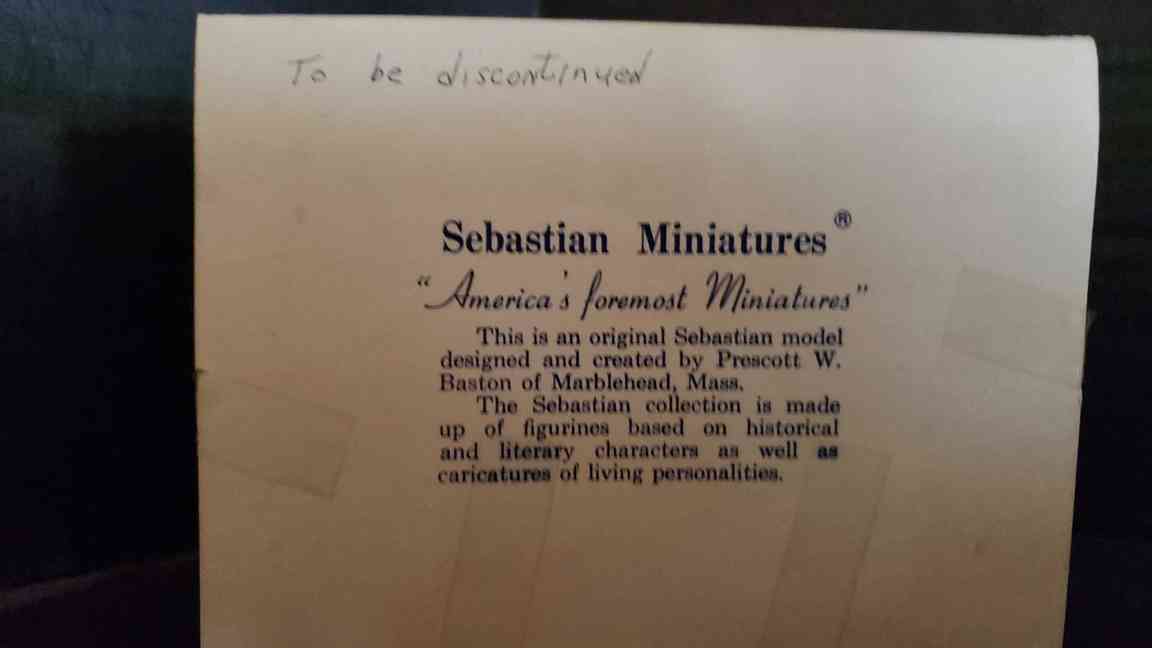 To be discontinued
Sebastian Miniatures ®
"America's foremost Miniatures"
This is an original Sebastian model
designed and created by Prescott W.
Baston of Marblehead, Mass.
The Sebastian collection is made
up of figurines based on historical
and literary characters as well as
caricatures of living personalities.